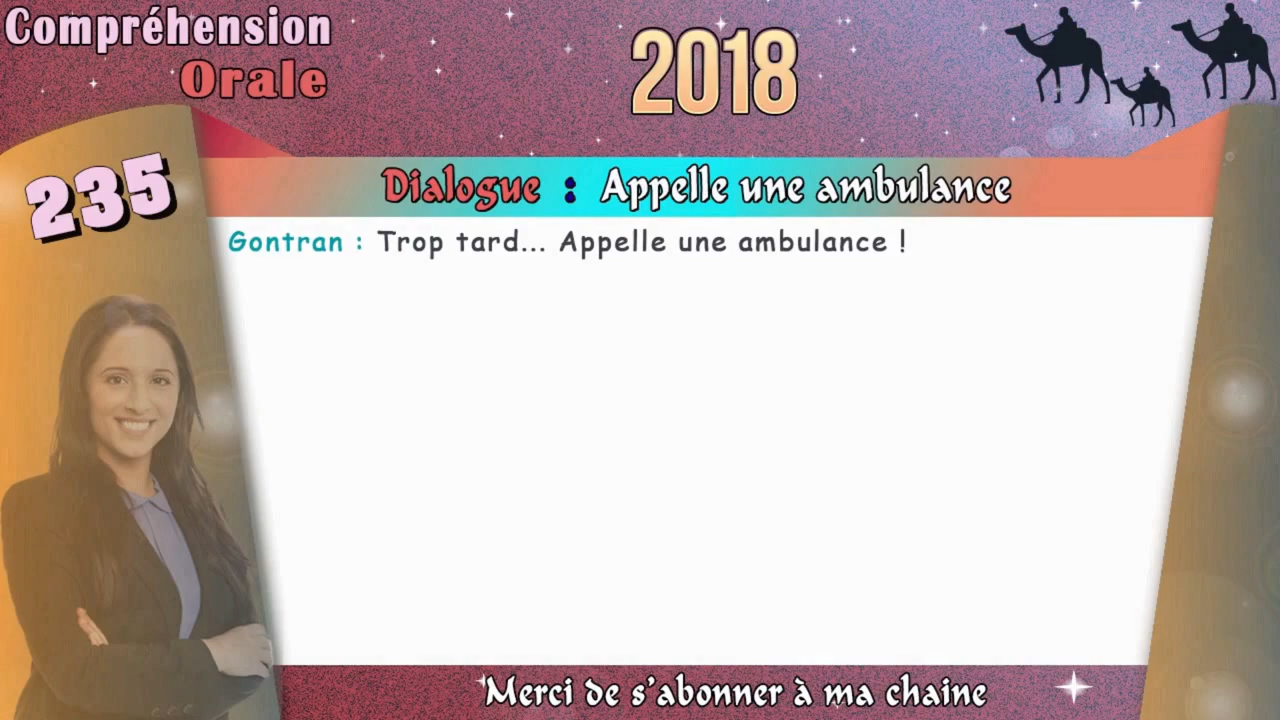 Compréhension
Orale
2018
235
Dialogue : Appelle une ambulance
Gontran : Trop tard... Appelle une ambulance !
Merci de s'abonner à ma chaine